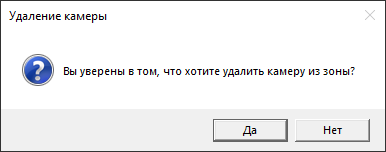 Удаление камеры
Вы уверены в том, что хотите удалить камеру из зоны?
Да
Нет